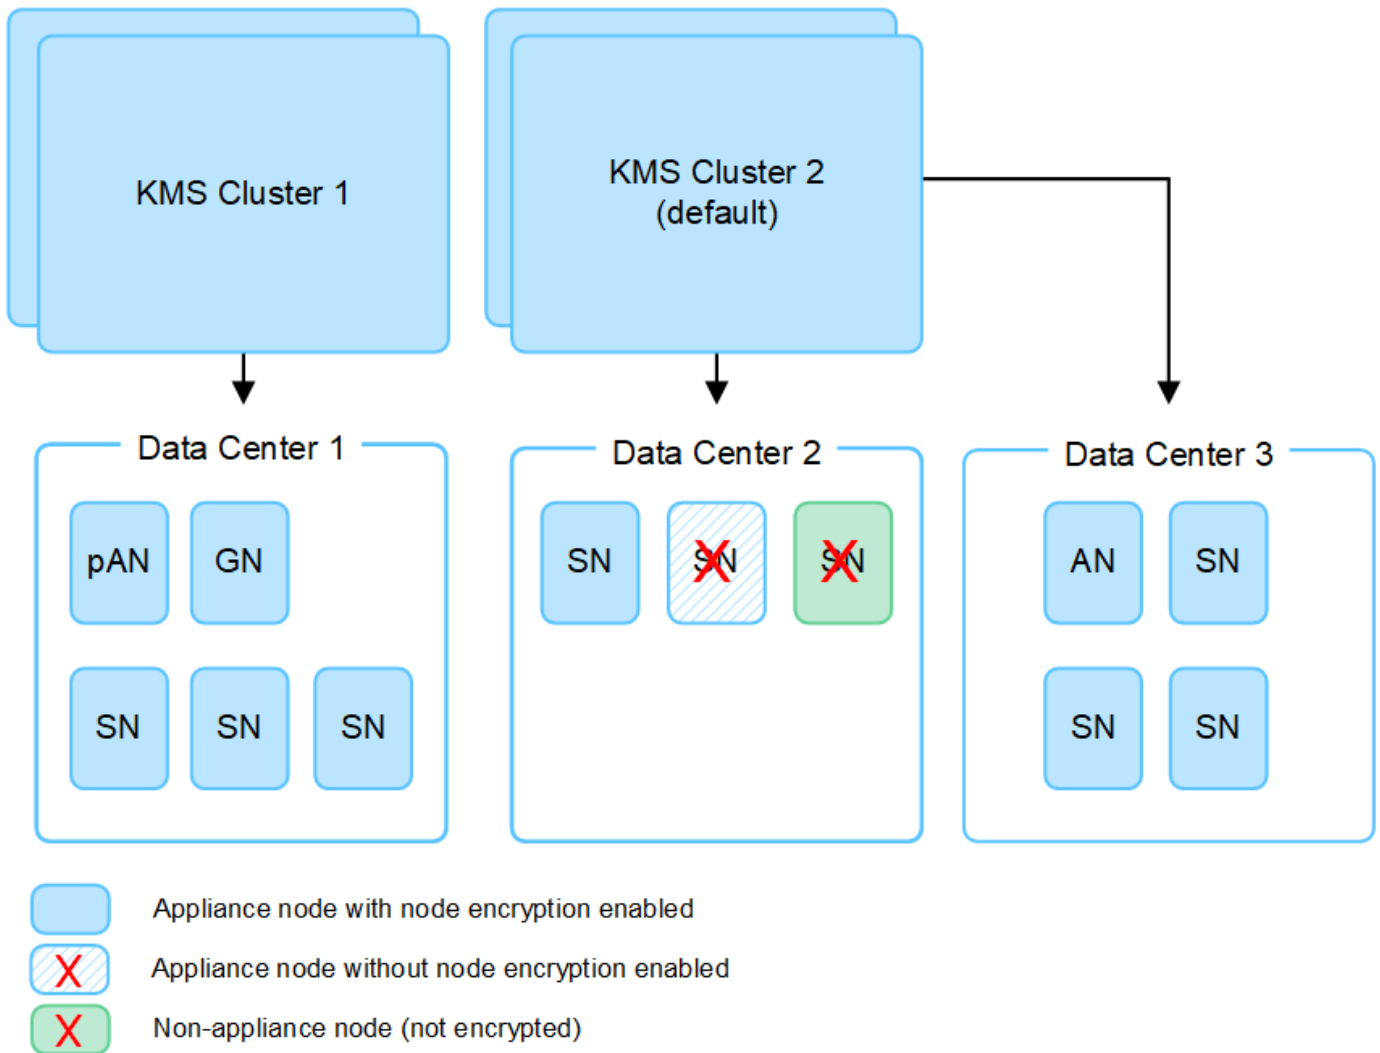 KMS Cluster 1
KMS Cluster 2
(default)
Data Center 1
pAN
GN
SN
SN
SN
Data Center 2
SN
SN
SN
Data Center 3
AN
SN
SN
SN
Appliance node with node encryption enabled
X
Appliance node without node encryption enabled
X
Non-appliance node (not encrypted)